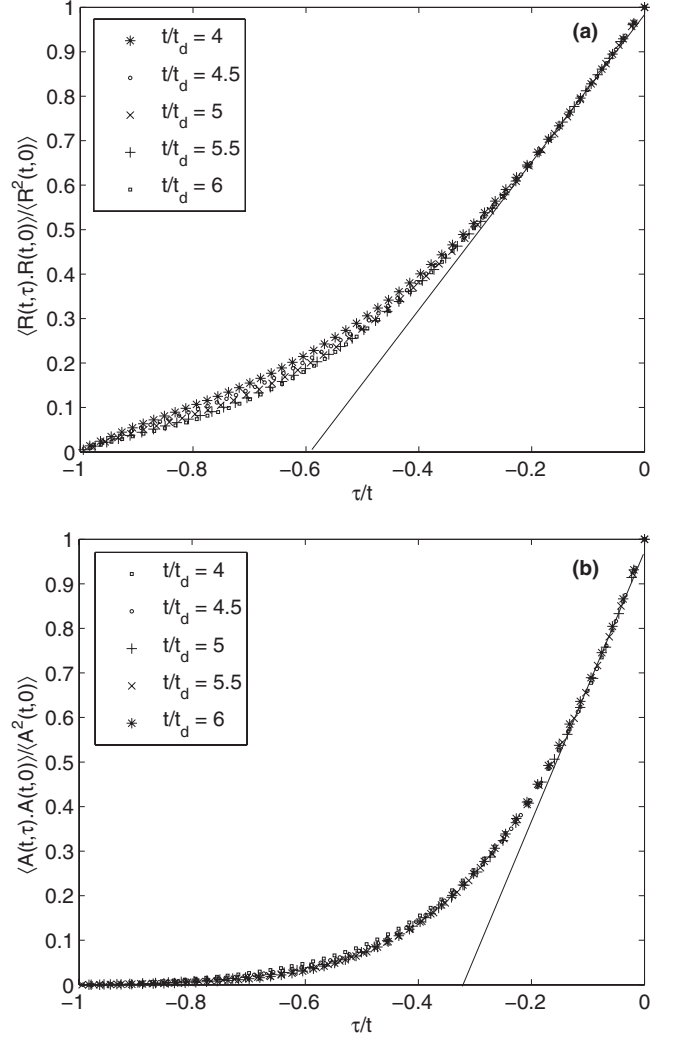 (a)
t/t_d = 4
t/t_d = 4.5
t/t_d = 5
t/t_d = 5.5
t/t_d = 6
1
0.9
0.8
0.7
0.6
0.5
0.4
0.3
0.2
0.1
0
⟨R(t,τ).R(t,0)⟩/⟨R²(t,0)⟩
−1 −0.8 −0.6 −0.4 −0.2 0
τ/t
(b)
t/t_d = 4
t/t_d = 4.5
t/t_d = 5
t/t_d = 5.5
t/t_d = 6
1
0.9
0.8
0.7
0.6
0.5
0.4
0.3
0.2
0.1
0
⟨A(t,τ).A(t,0)⟩/⟨A²(t,0)⟩
−1 −0.8 −0.6 −0.4 −0.2 0
τ/t